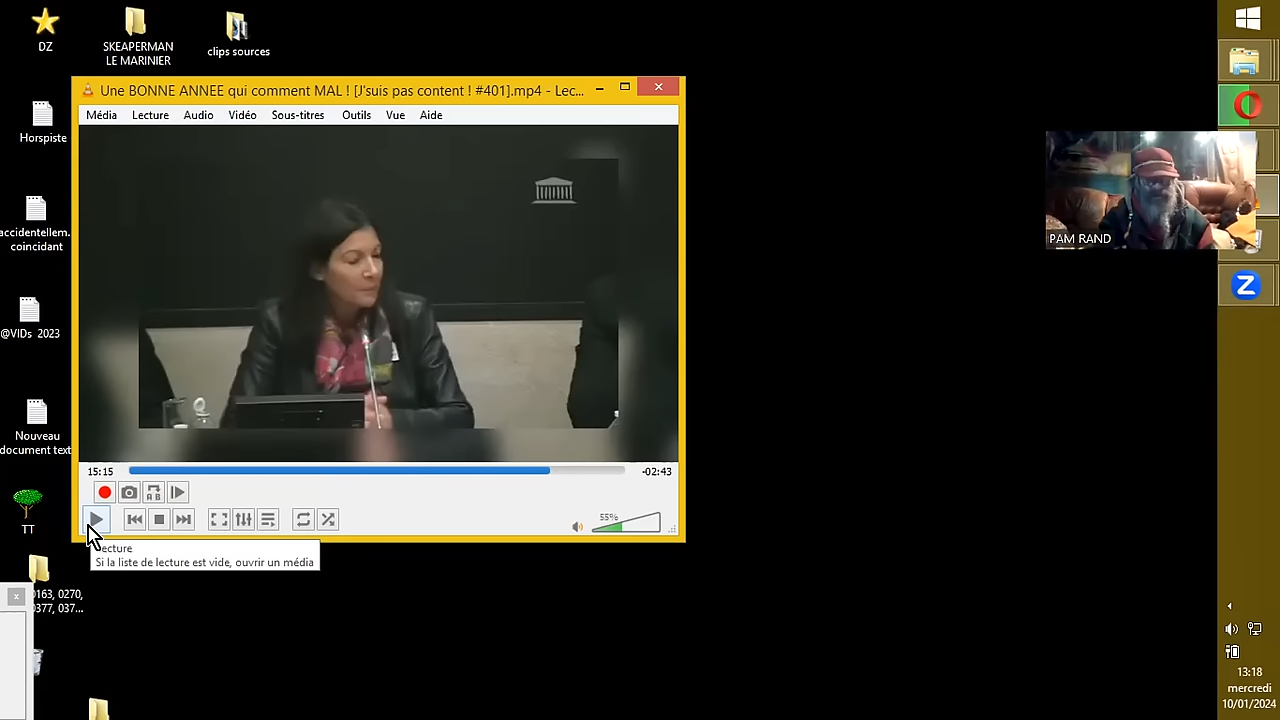 DZ
SKEAPERMAN
LE MARINIER
clips sources
Horspiste
accidentellem.
coincidant
@VIDs 2023
Nouveau
document text
TT
0163, 0270,
0377, 037...
Une BONNE ANNEE qui comment MAL ! [J'suis pas content ! #401].mp4 - Lec...
Média Lecture Audio Vidéo Sous-titres Outils Vue Aide
15:15
-02:43
55%
Lecture
Si la liste de lecture est vide, ouvrir un média
PAM RAND
13:18
mercredi
10/01/2024